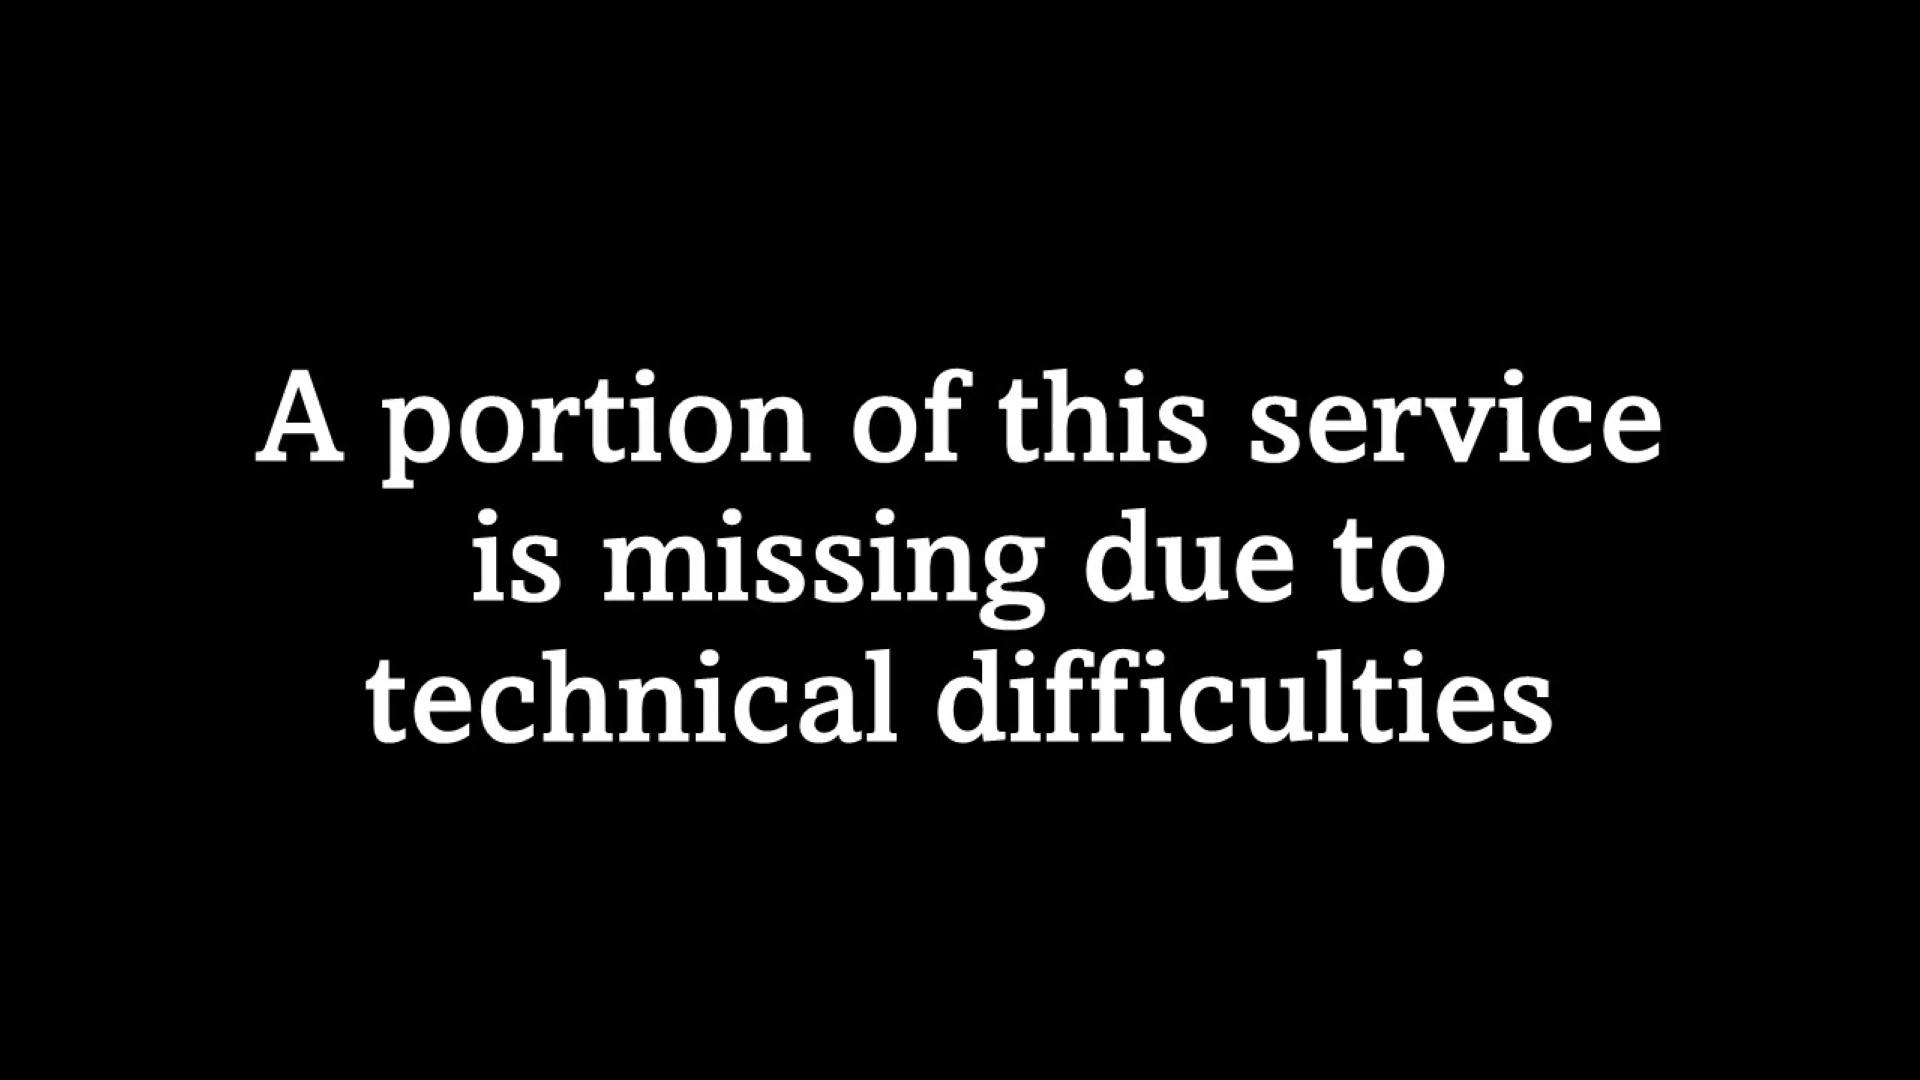 A portion of this service
is missing due to
technical difficulties